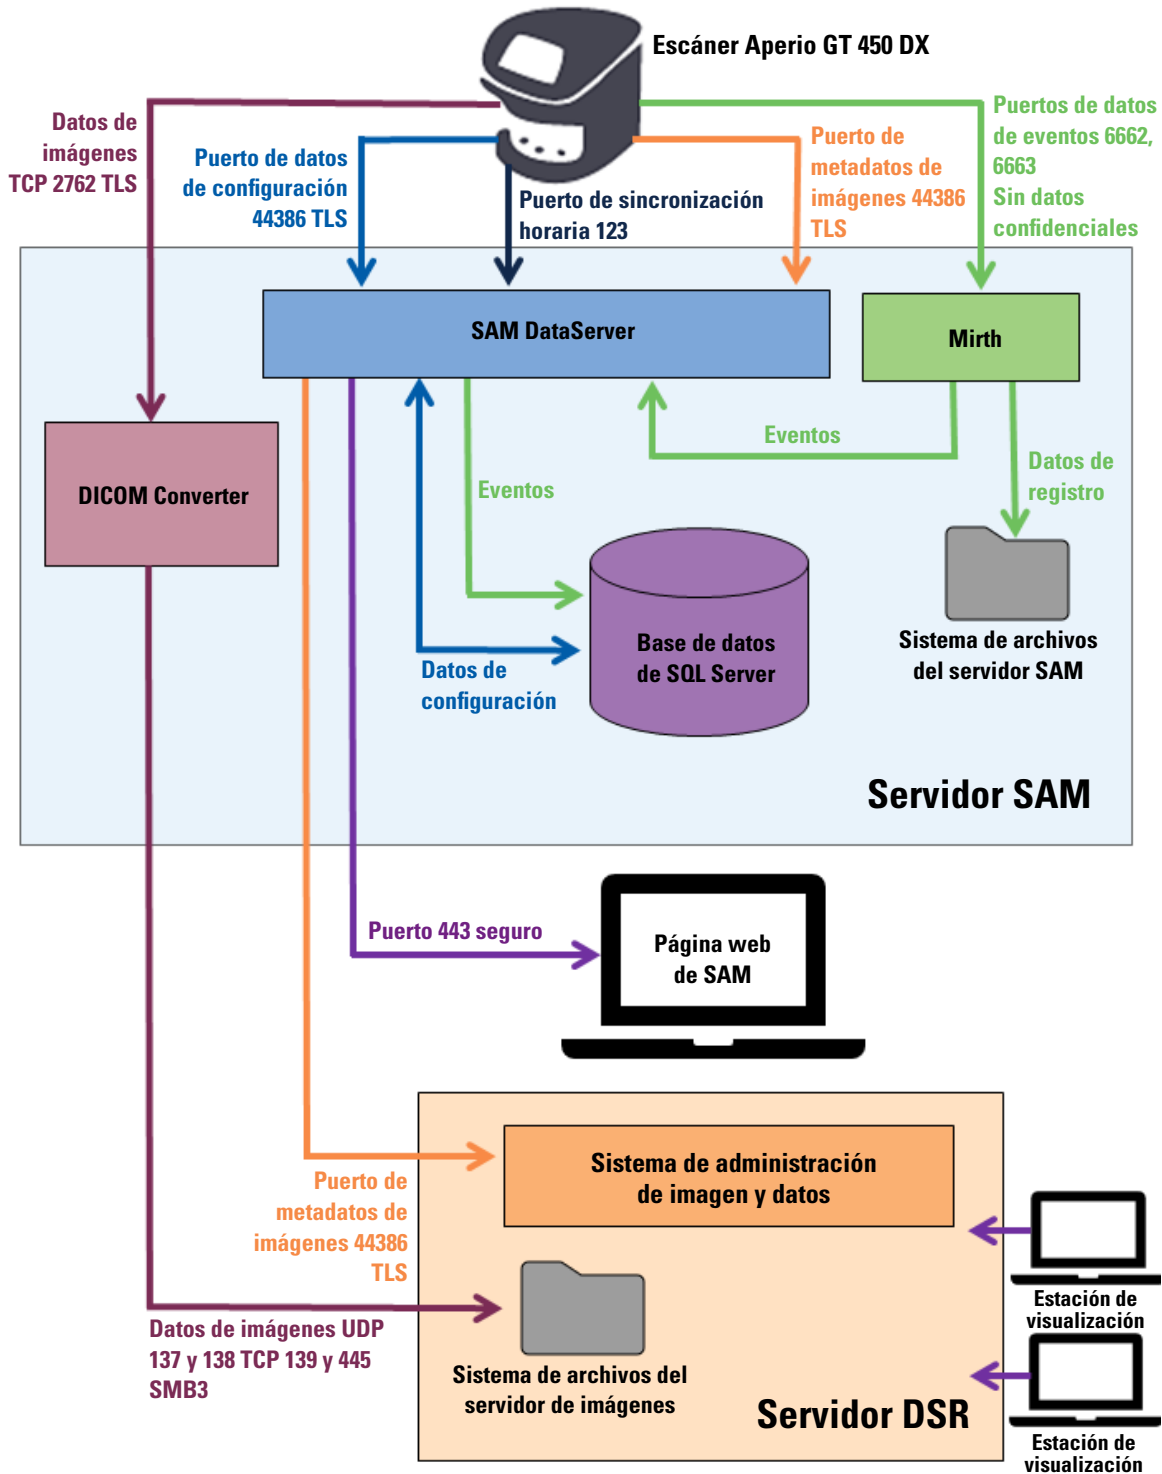 Escáner Aperio GT 450 DX
Datos de
imágenes
TCP 2762 TLS
Puerto de datos
de configuración
44386 TLS
Puerto de sincronización
horaria 123
Puerto de
metadatos de
imágenes 44386
TLS
Puertos de datos
de eventos 6662,
6663
Sin datos
confidenciales
SAM DataServer
Mirth
DICOM Converter
Eventos
Eventos
Datos de
registro
Base de datos
de SQL Server
Sistema de archivos
del servidor SAM
Datos de
configuración
Servidor SAM
Puerto 443 seguro
Página web
de SAM
Sistema de administración
de imagen y datos
Puerto de
metadatos de
imágenes 44386
TLS
Datos de imágenes UDP
137 y 138 TCP 139 y 445
SMB3
Sistema de archivos del
servidor de imágenes
Servidor DSR
Estación de
visualización
Estación de
visualización